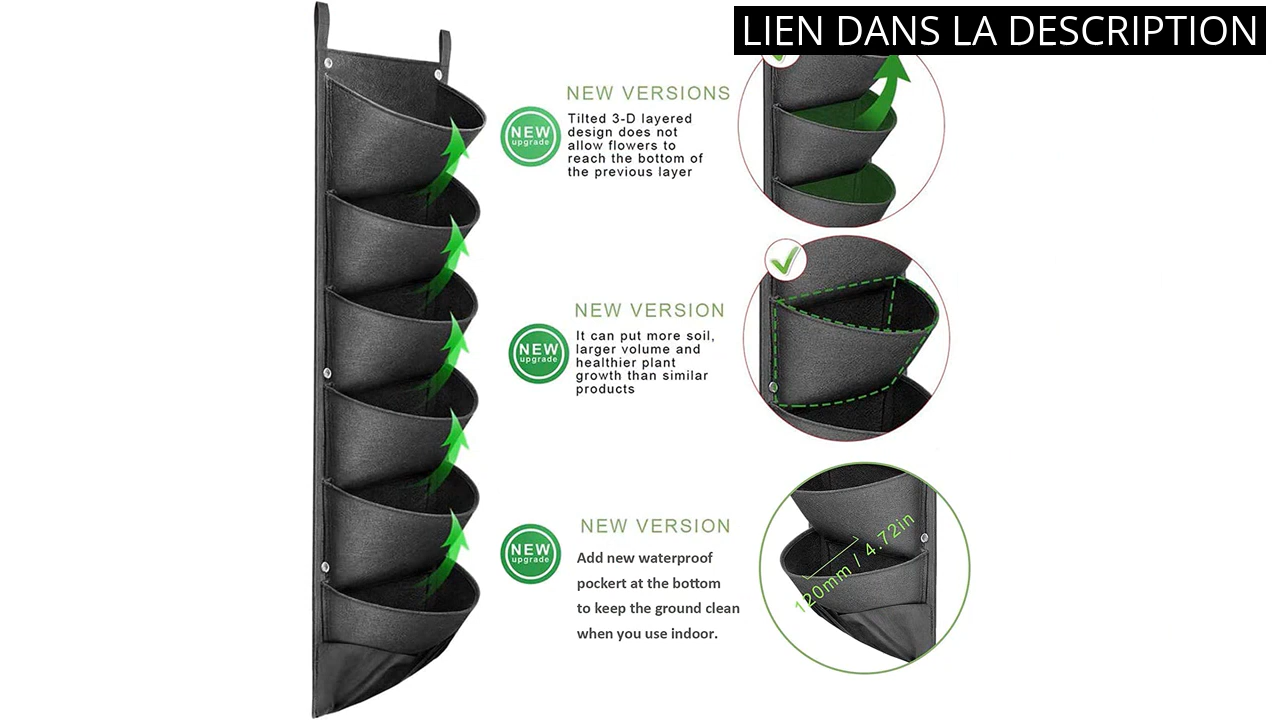 LIEN DANS LA DESCRIPTION
NEW VERSIONS
NEW
upgrade
Tilted 3-D layered
design does not
allow flowers to
reach the bottom of
the previous layer
NEW VERSION
NEW
upgrade
It can put more soil,
larger volume and
healthier plant
growth than similar
products
NEW VERSION
NEW
upgrade
Add new waterproof
pockert at the bottom
to keep the ground clean
when you use indoor.
120mm / 4.72in